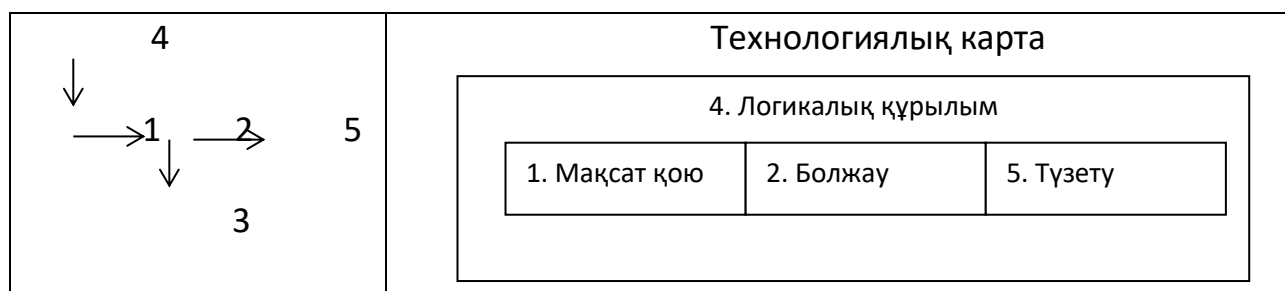 4
1 2 5
3
Технологиялық карта
4. Логикалық құрылым
1. Мақсат қою
2. Болжау
5. Түзету